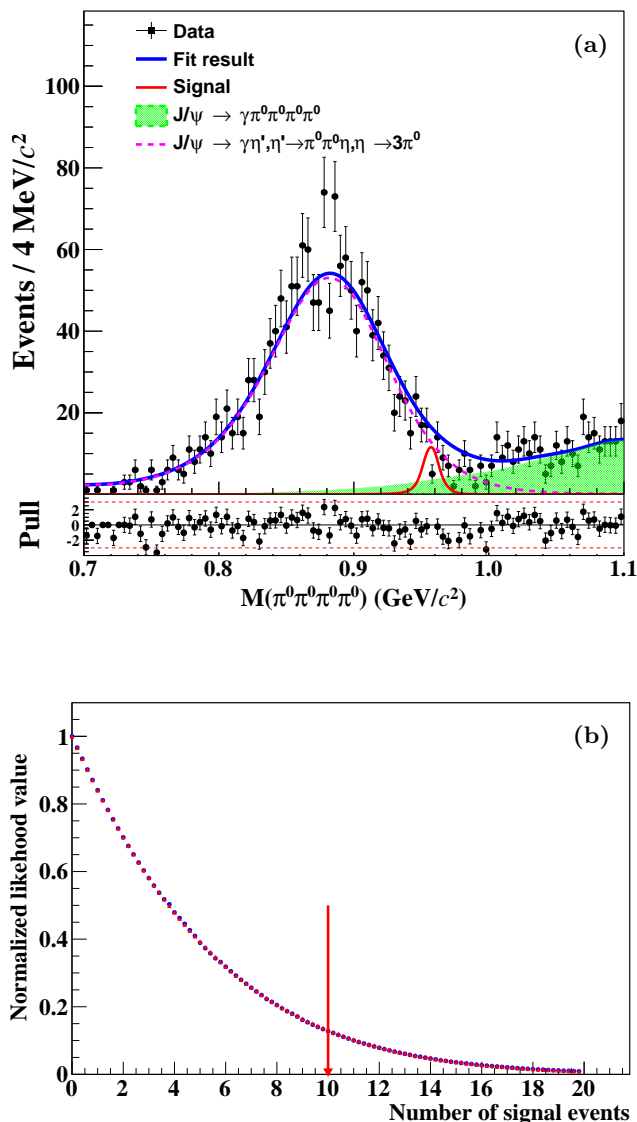 (a)
Data
Fit result
Signal
J/ψ → γπ⁰π⁰π⁰π⁰
J/ψ → γη',η'→π⁰π⁰η,η →3π⁰
Events / 4 MeV/c²
100
80
60
40
20
Pull
2
0
-2
0.7 0.8 0.9 1.0 1.1
M(π⁰π⁰π⁰π⁰) (GeV/c²)
(b)
Normalized likehood value
1
0.8
0.6
0.4
0.2
0
0 2 4 6 8 10 12 14 16 18 20
Number of signal events